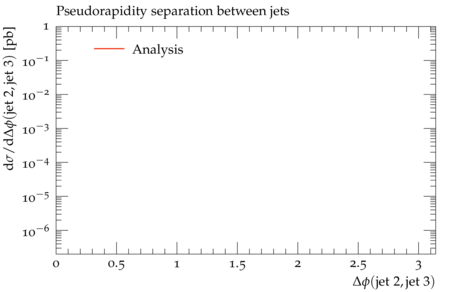 Pseudorapidity separation between jets
dσ/dΔϕ(jet 2, jet 3) [pb]
Analysis
1
10⁻¹
10⁻²
10⁻³
10⁻⁴
10⁻⁵
10⁻⁶
0 0.5 1 1.5 2 2.5 3
Δϕ(jet 2, jet 3)